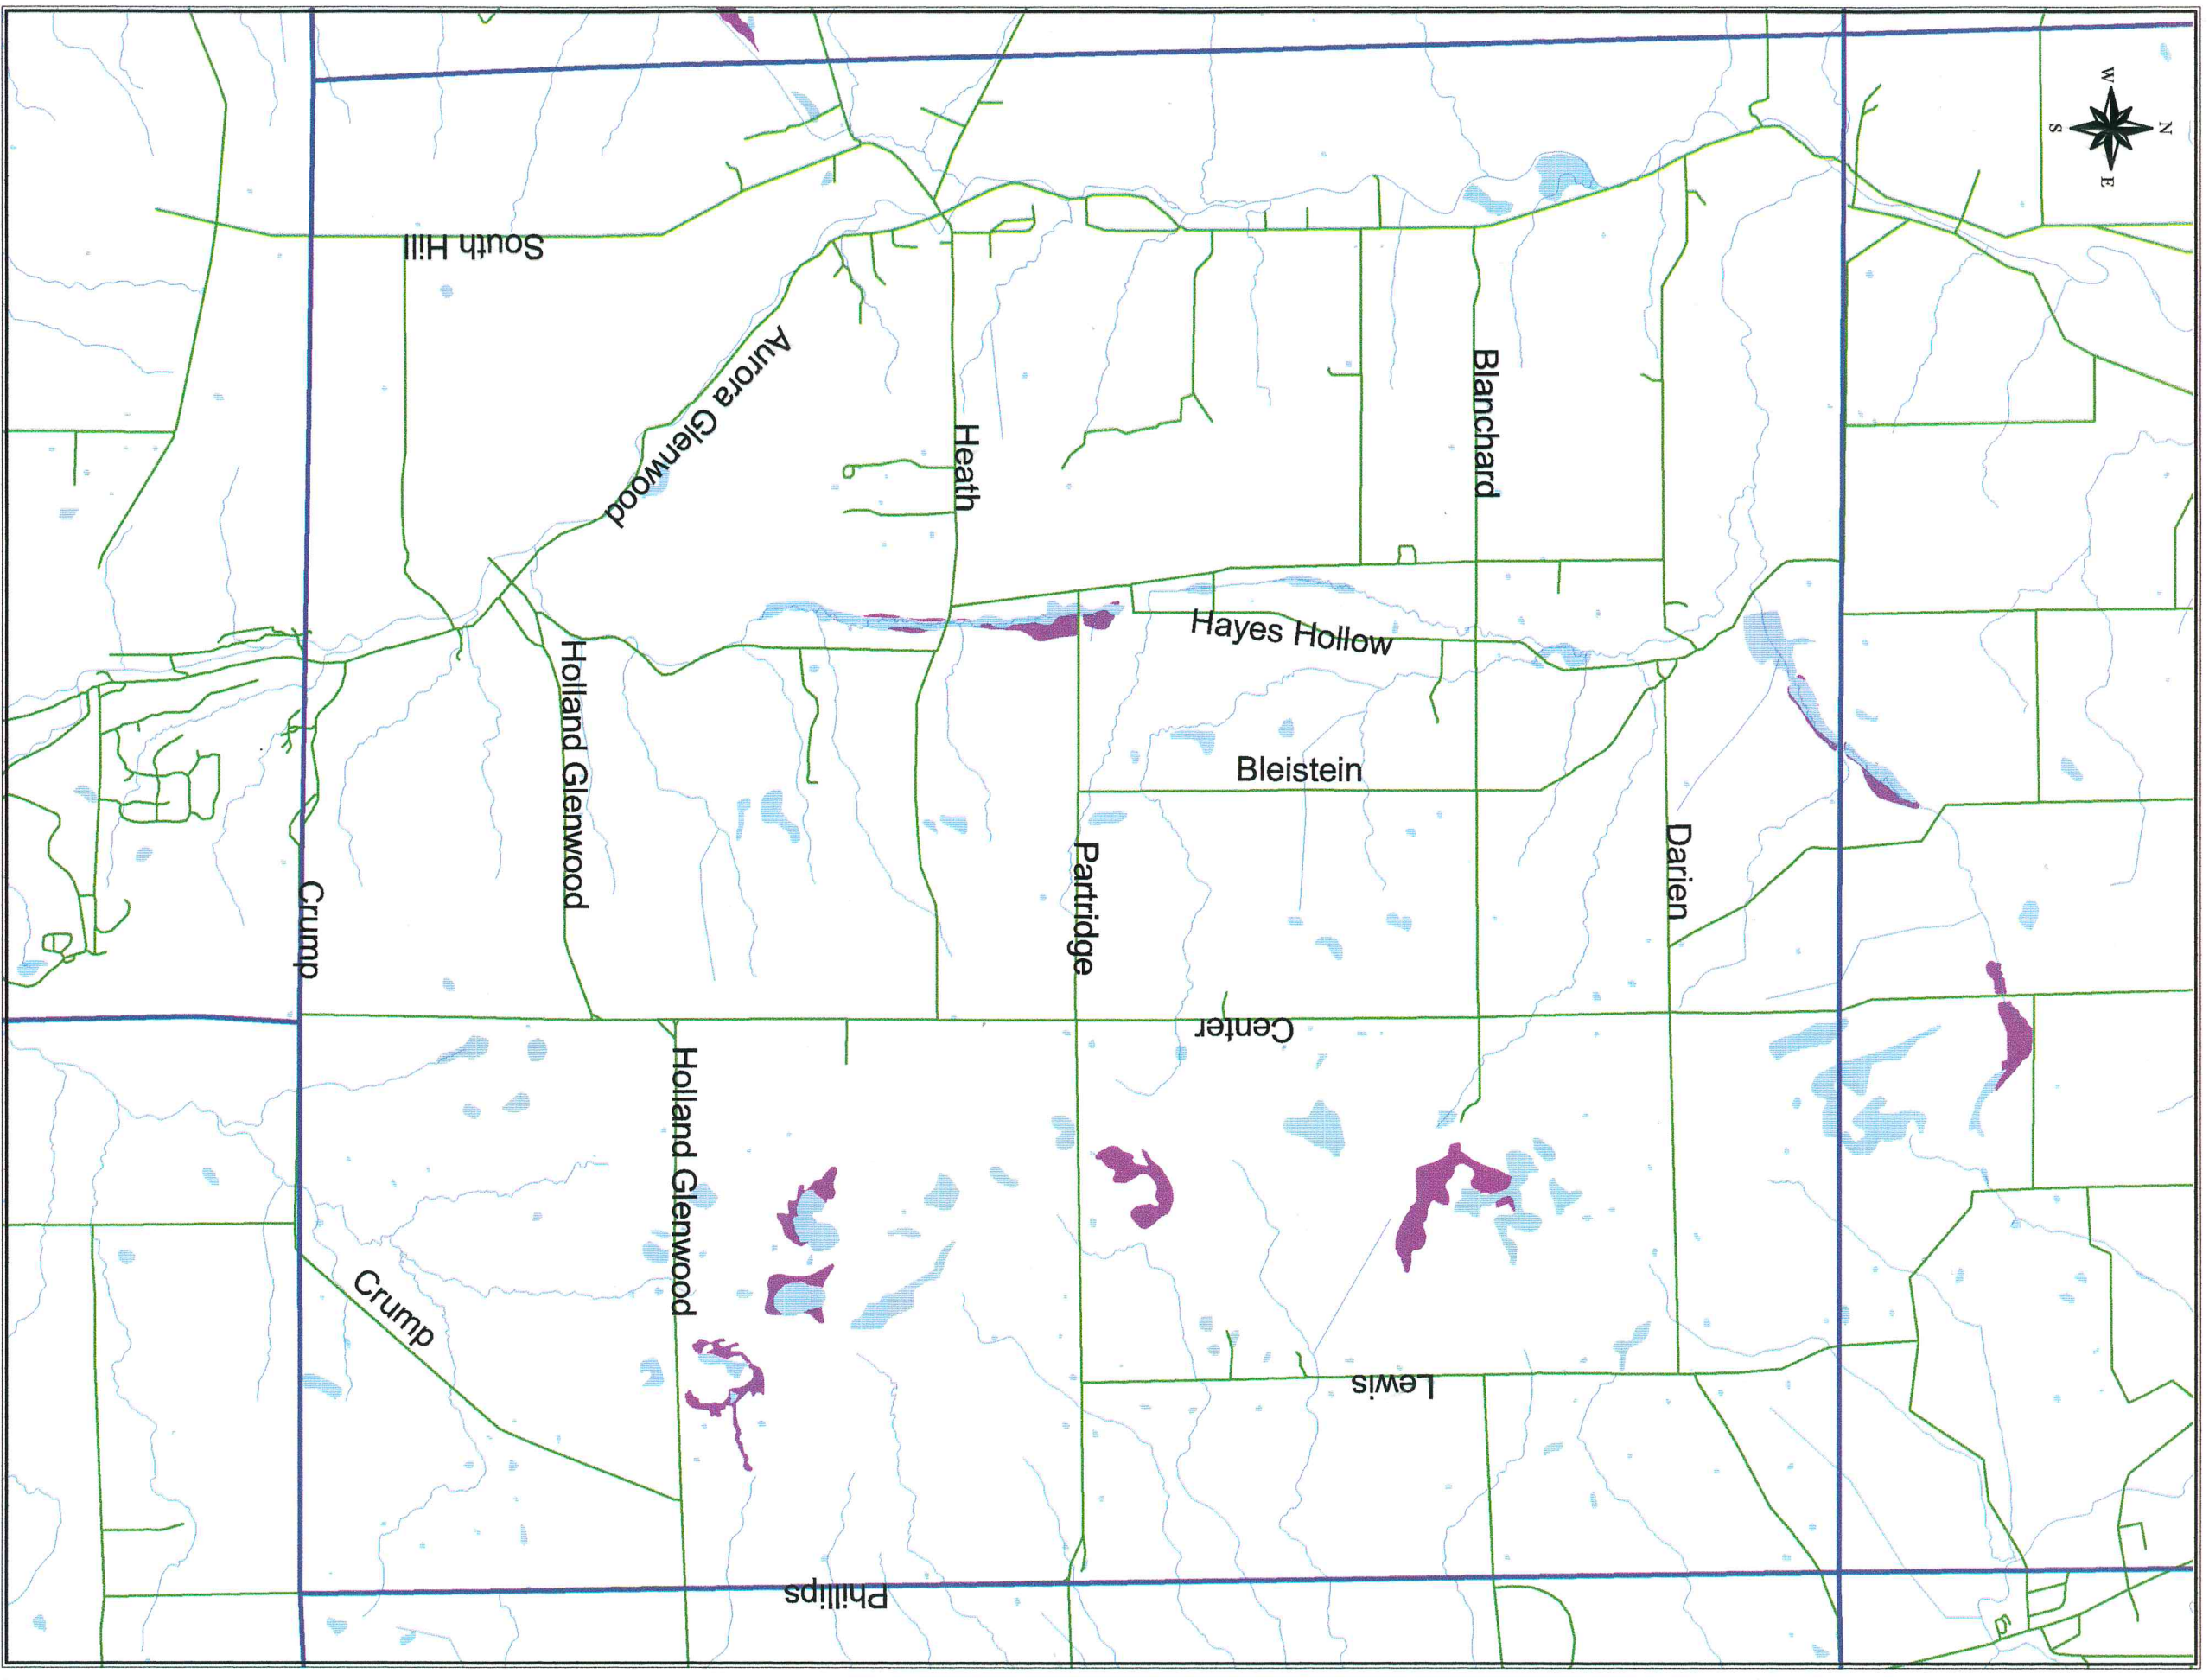 W
N
S
E
South Hill
Aurora Glenwood
Heath
Blanchard
Hayes Hollow
Holland Glenwood
Bleistein
Darien
Partridge
Crump
Center
Holland Glenwood
Crump
Lewis
Phillips